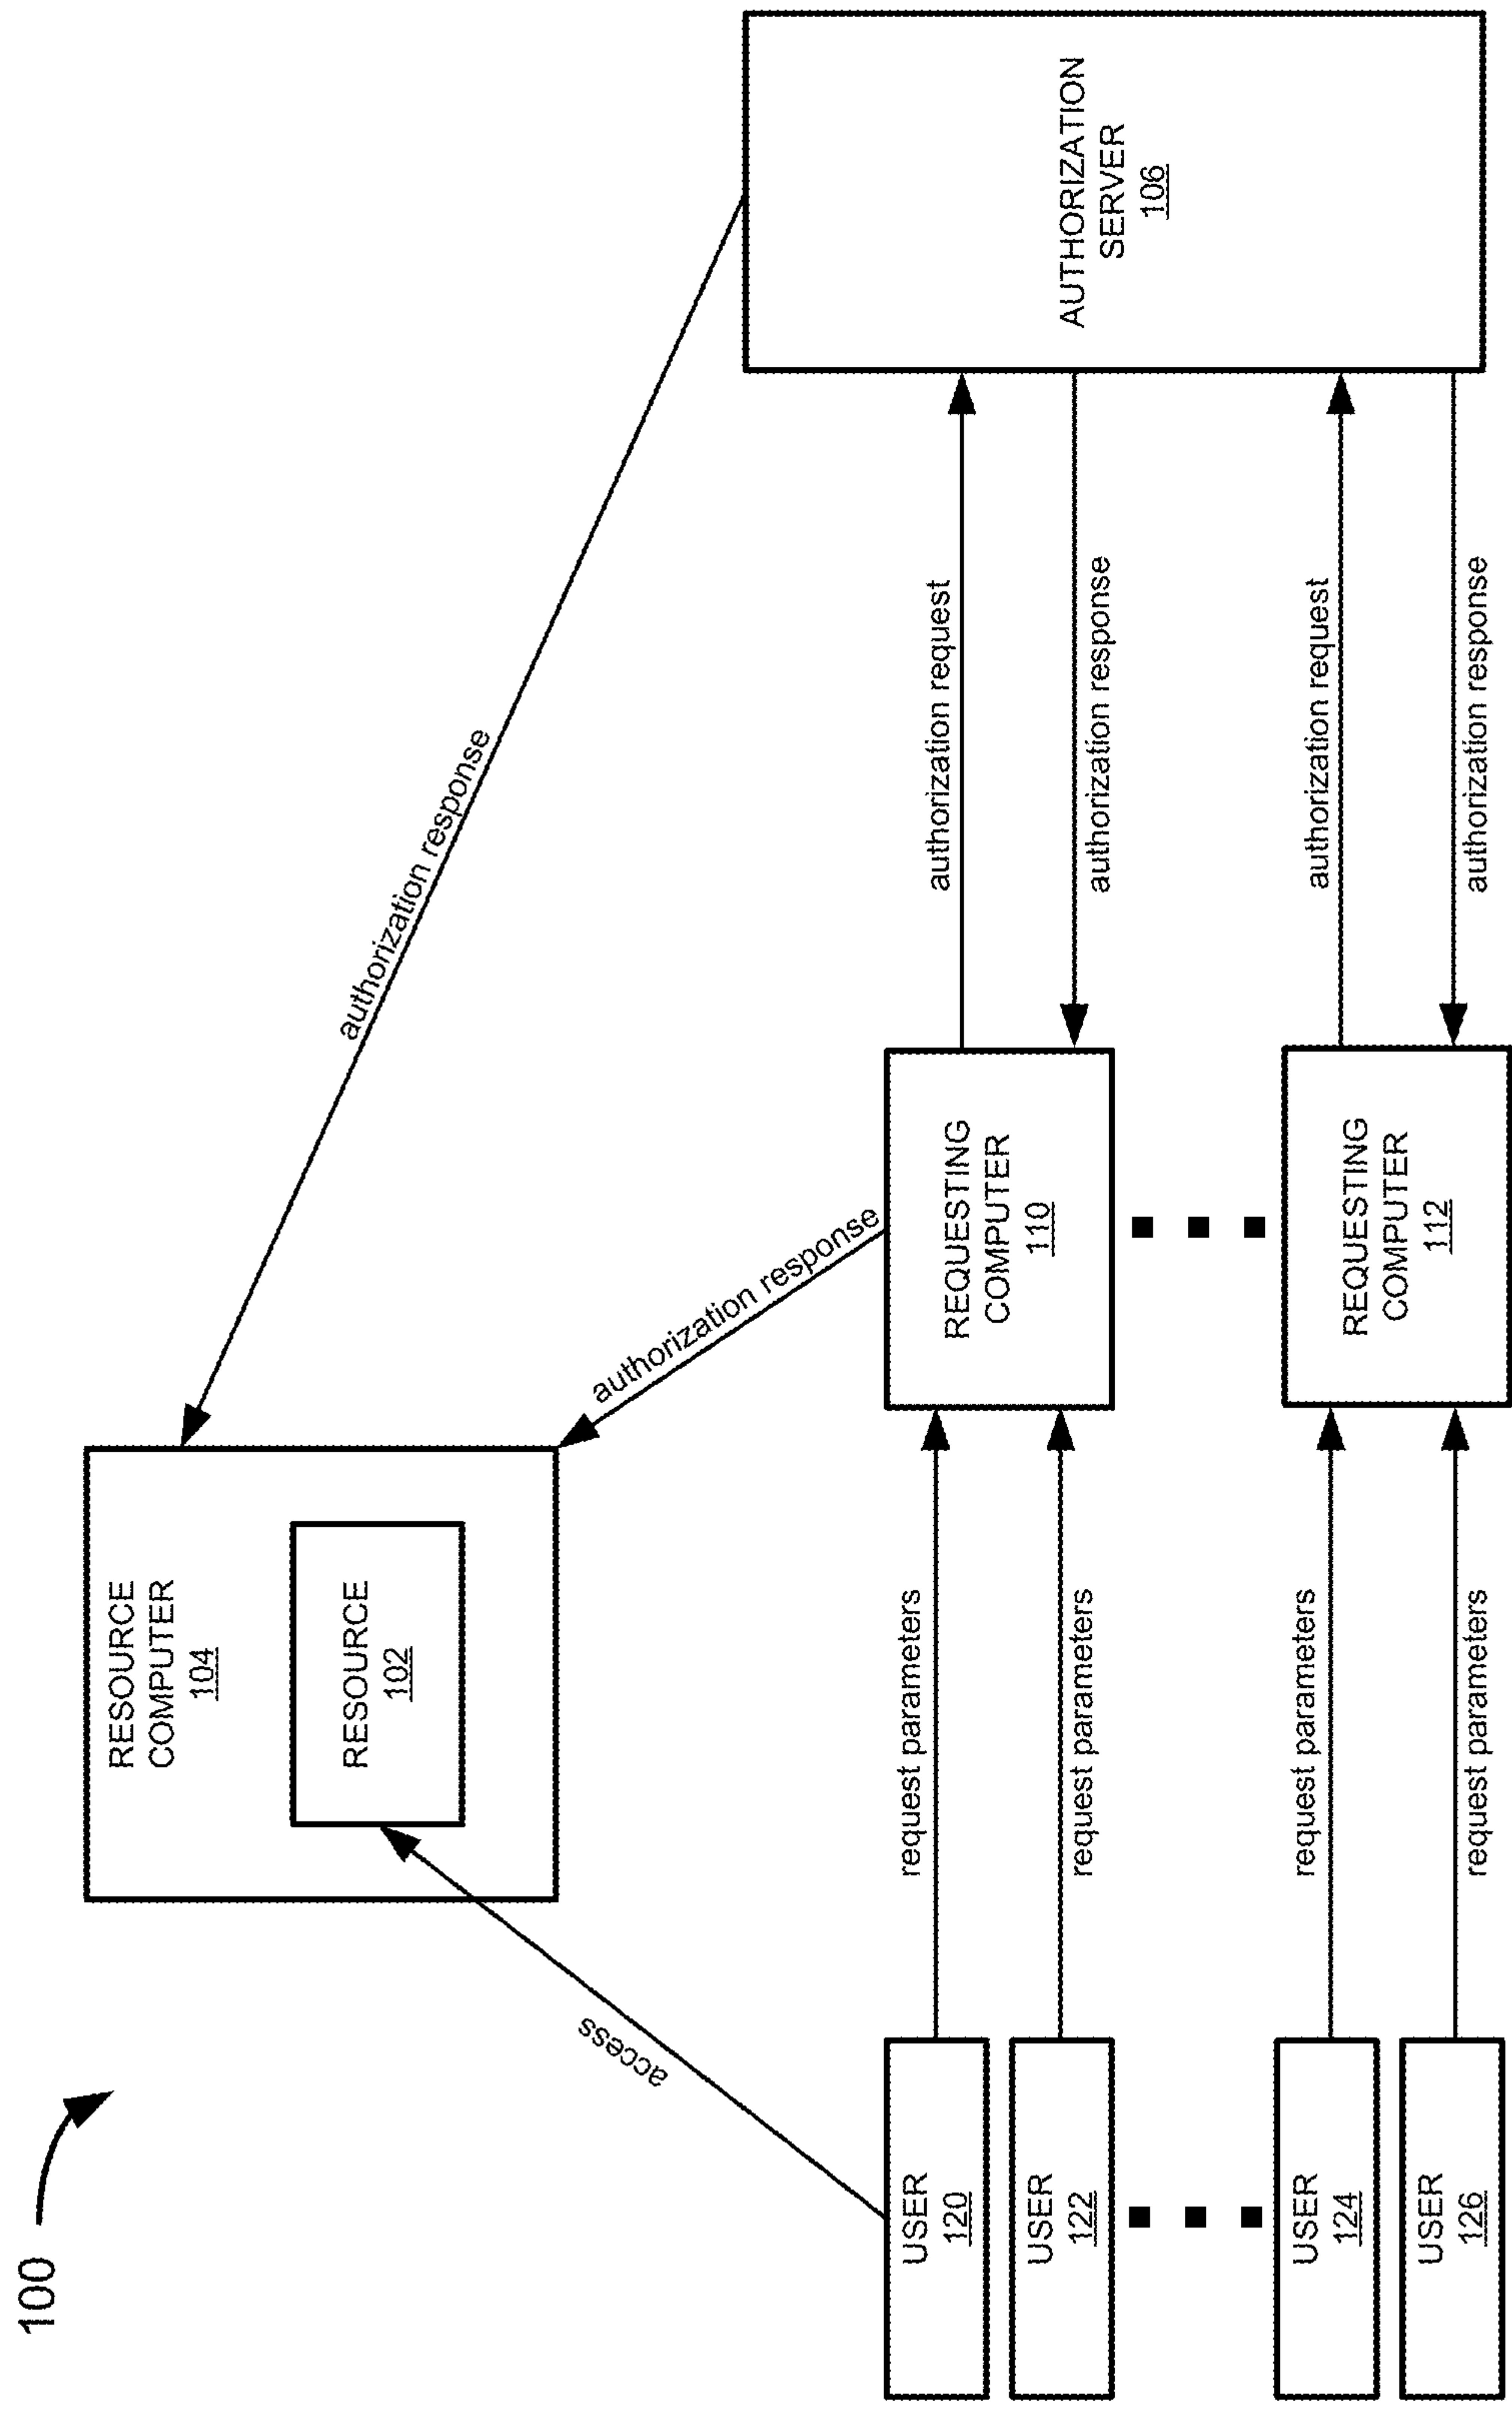 100
RESOURCE
COMPUTER
104
RESOURCE
102
authorization response
authorization response
access
AUTHORIZATION
SERVER
106
USER
120
request parameters
REQUESTING
COMPUTER
110
authorization request
USER
122
request parameters
authorization response
USER
124
request parameters
REQUESTING
COMPUTER
112
authorization request
USER
126
request parameters
authorization response